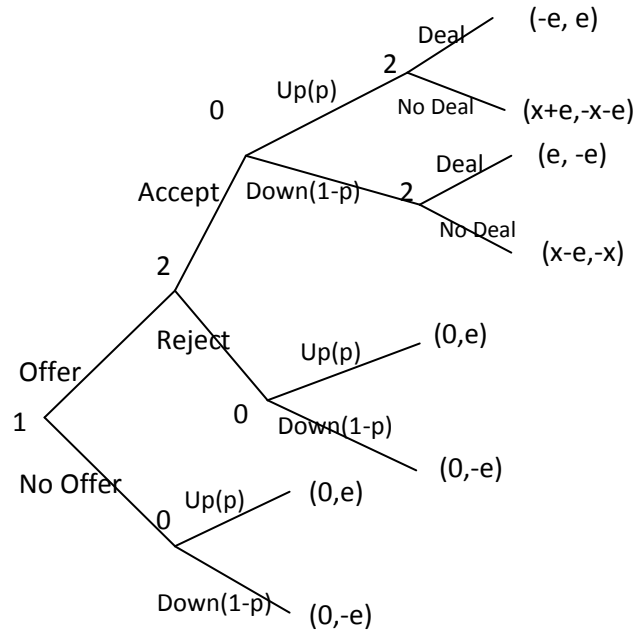 Deal
(-e, e)
2
Up(p)
No Deal
(x+e,-x-e)
0
Deal
(e, -e)
Accept
Down(1-p)
2
No Deal
(x-e,-x)
2
Reject
Up(p)
(0,e)
Offer
0
Down(1-p)
1
(0,-e)
No Offer
Up(p)
(0,e)
0
Down(1-p)
(0,-e)